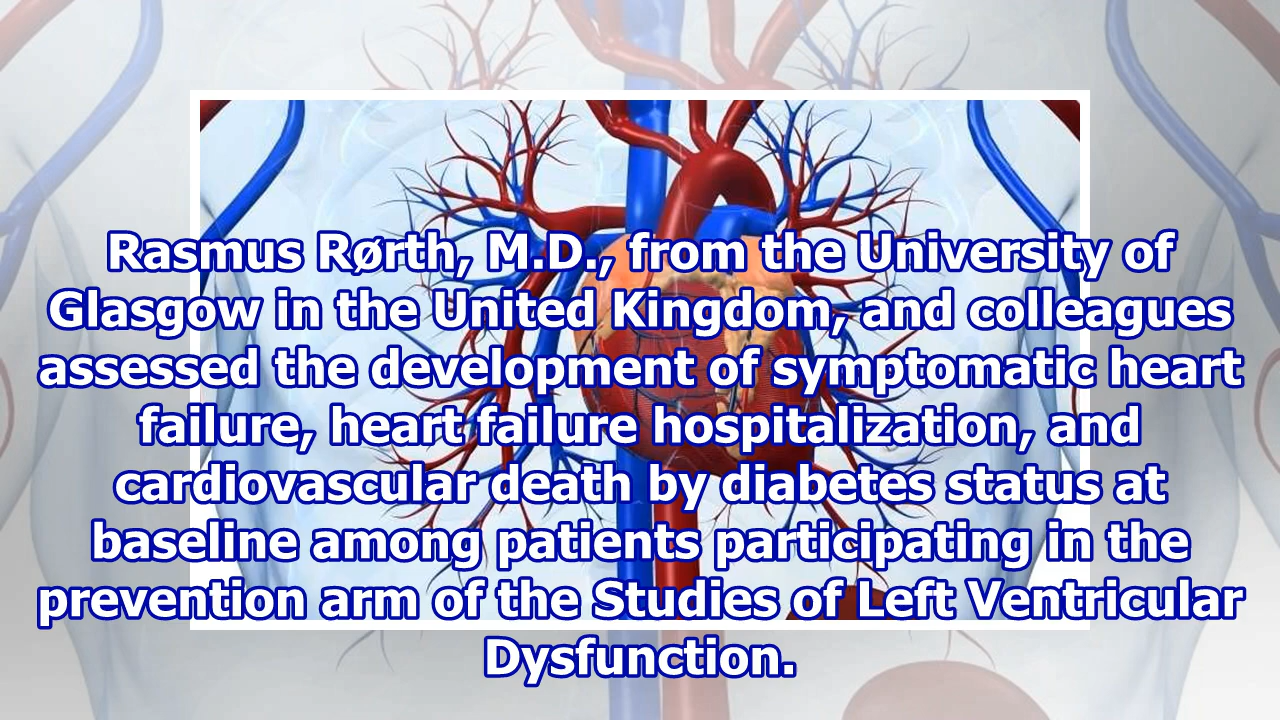 Rasmus Rørth, M.D., from the University of
Glasgow in the United Kingdom, and colleagues
assessed the development of symptomatic heart
failure, heart failure hospitalization, and
cardiovascular death by diabetes status at
baseline among patients participating in the
prevention arm of the Studies of Left Ventricular
Dysfunction.